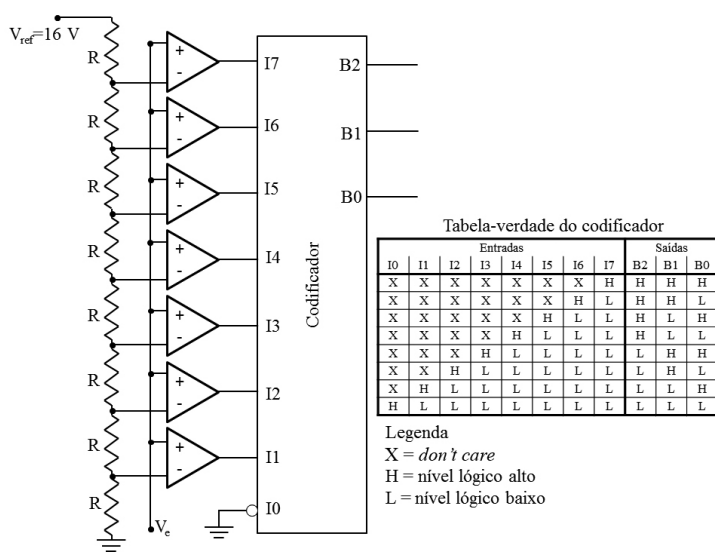 V_ref=16 V
R
R
R
R
R
R
R
R
+
-
+
-
+
-
+
-
+
-
+
-
+
-
V_e
I7
I6
I5
I4
I3
I2
I1
I0
Codificador
B2
B1
B0
Tabela-verdade do codificador
Entradas Saídas
I0 I1 I2 I3 I4 I5 I6 I7 B2 B1 B0
X X X X X X X H H H H
X X X X X X H L H H L
X X X X X H L L H L H
X X X X H L L L H L L
X X X H L L L L L H H
X X H L L L L L L H L
X H L L L L L L L L H
H L L L L L L L L L L
Legenda
X = don't care
H = nível lógico alto
L = nível lógico baixo